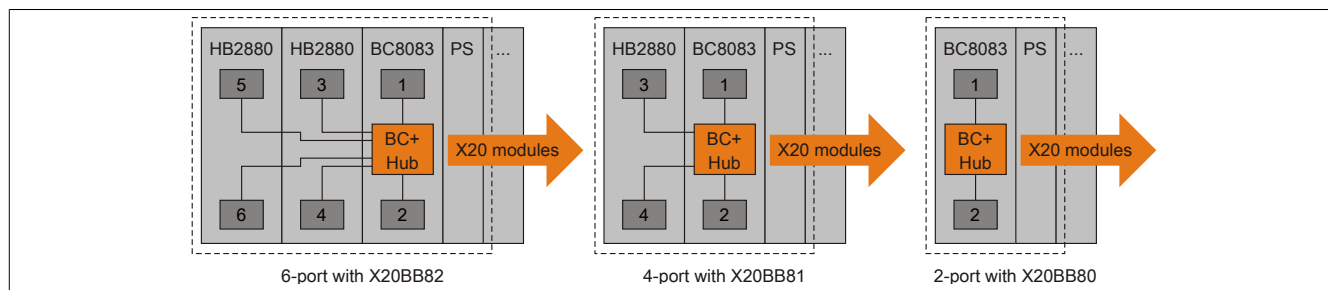 HB2880 HB2880 BC8083 PS ...
5 3 1
BC+
Hub
X20 modules
6 4 2
6-port with X20BB82
HB2880 BC8083 PS ...
3 1
BC+
Hub
X20 modules
4 2
4-port with X20BB81
BC8083 PS ...
1
BC+
Hub
X20 modules
2
2-port with X20BB80